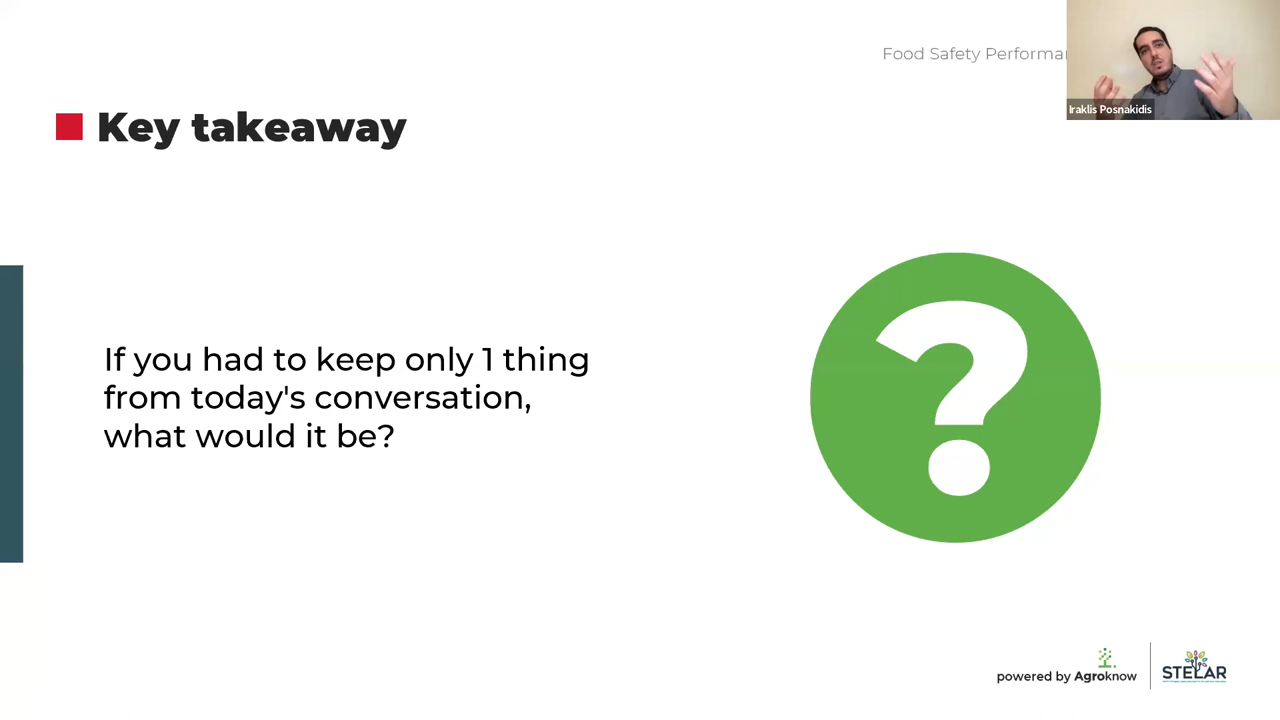 Food Safety Performa
Iraklis Posnakidis
Key takeaway
If you had to keep only 1 thing
from today's conversation,
what would it be?
?
powered by Agroknow
STELAR